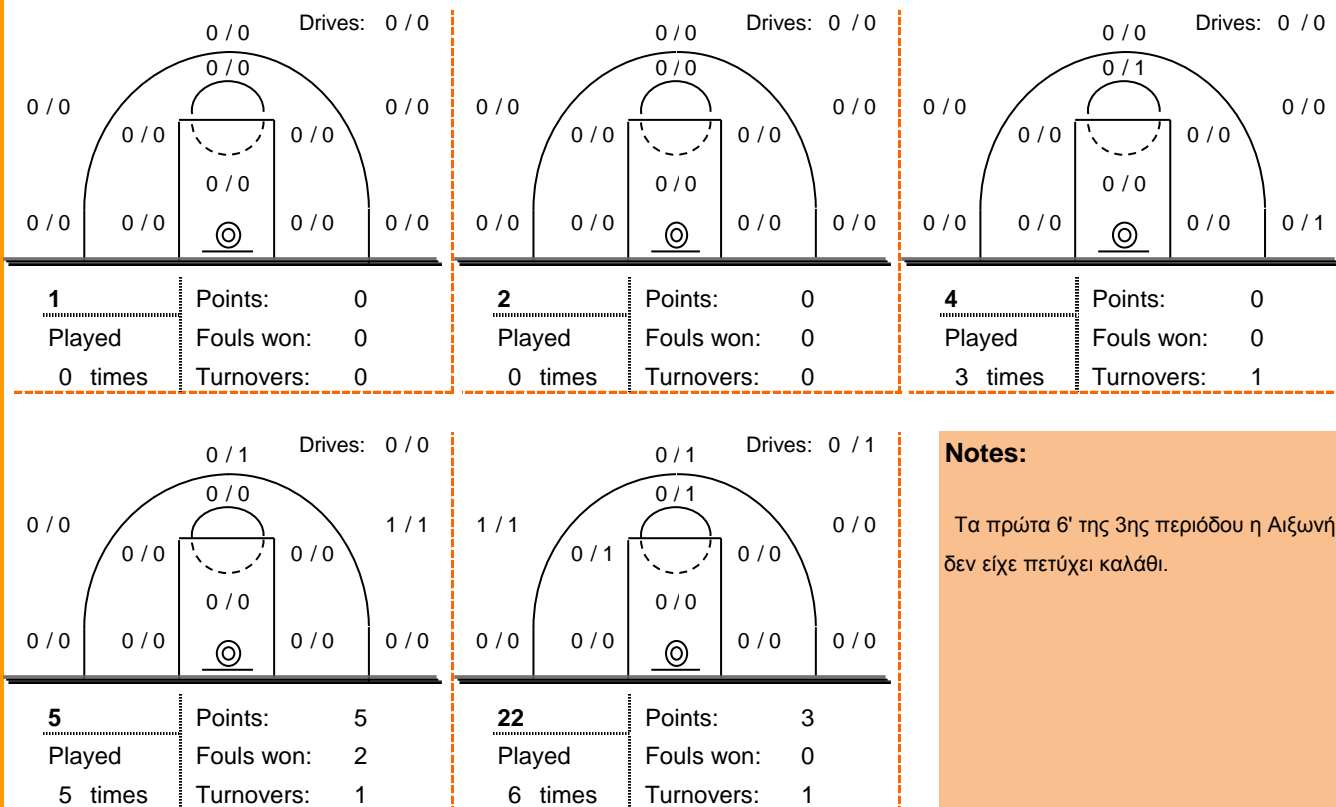 0 / 0 Drives: 0 / 0
0 / 0
0 / 0 0 / 0
0 / 0 0 / 0
0 / 0
0 / 0 0 / 0 0 / 0 0 / 0
1 Points: 0
Played Fouls won: 0
0 times Turnovers: 0
0 / 0 Drives: 0 / 0
0 / 0
0 / 0 0 / 0
0 / 0 0 / 0
0 / 0
0 / 0 0 / 0 0 / 0 0 / 0
2 Points: 0
Played Fouls won: 0
0 times Turnovers: 0
0 / 0 Drives: 0 / 0
0 / 1
0 / 0 0 / 0
0 / 0 0 / 0
0 / 0
0 / 0 0 / 0 0 / 0 0 / 1
4 Points: 0
Played Fouls won: 0
3 times Turnovers: 1
0 / 1 Drives: 0 / 0
0 / 0
0 / 0 1 / 1
0 / 0 0 / 0
0 / 0
0 / 0 0 / 0 0 / 0 0 / 0
5 Points: 5
Played Fouls won: 2
5 times Turnovers: 1
0 / 1 Drives: 0 / 1
0 / 1
1 / 1 0 / 0
0 / 1 0 / 0
0 / 0
0 / 0 0 / 0 0 / 0 0 / 0
22 Points: 3
Played Fouls won: 0
6 times Turnovers: 1
Notes:
Τα πρώτα 6' της 3ης περιόδου η Αιξωνή
δεν είχε πετύχει καλάθι.